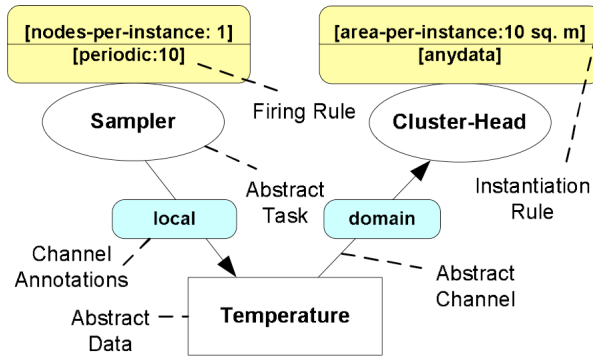 [nodes-per-instance: 1]
[periodic:10]
[area-per-instance:10 sq. m]
[anydata]
Firing Rule
Sampler
Cluster-Head
Abstract
Task
Instantiation
Rule
local
domain
Channel
Annotations
Abstract
Channel
Abstract
Data
Temperature